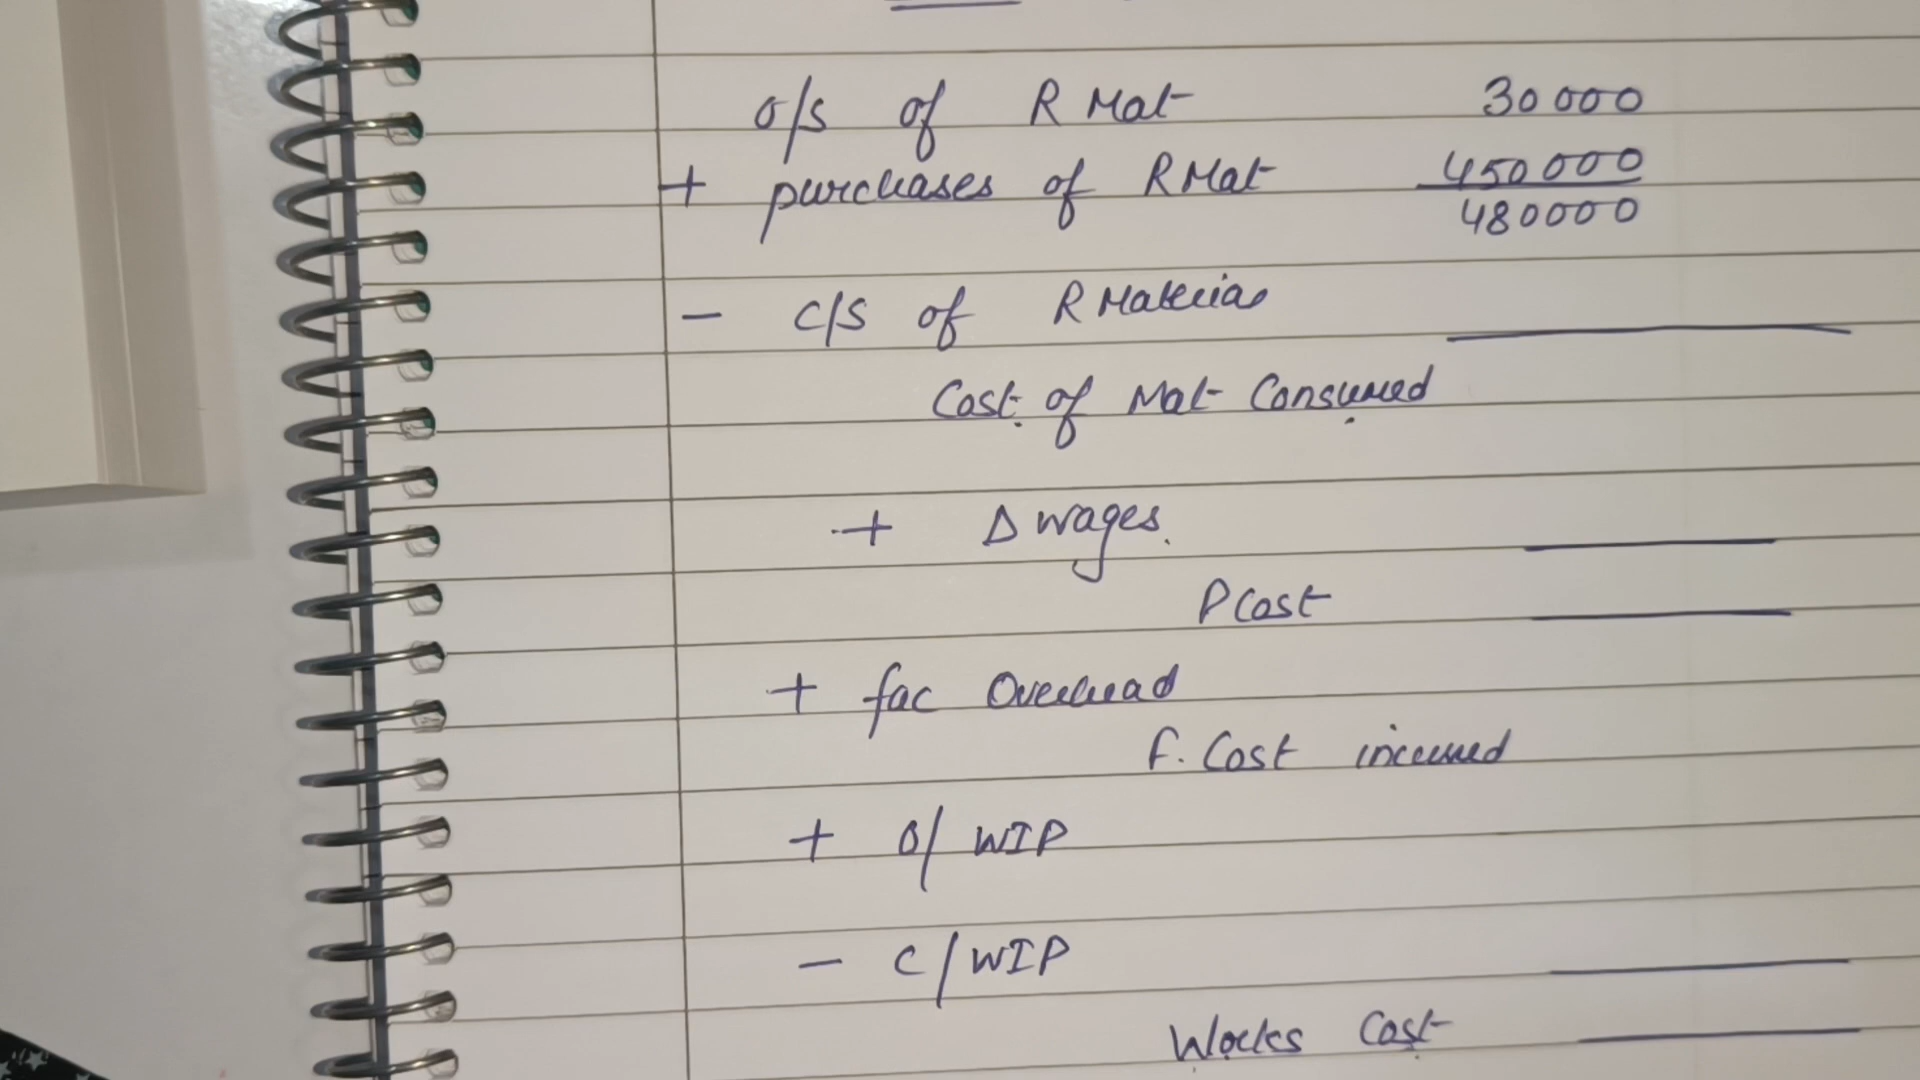 O/S of R Mat 30000
+ purchases of R Mat 450000
480000
- C/S of R Material
Cost of Mat Consumed
+ D wages.
P Cost
+ fac Overhead
F. Cost incurred
+ O/ WIP
- C/ WIP
Works Cost